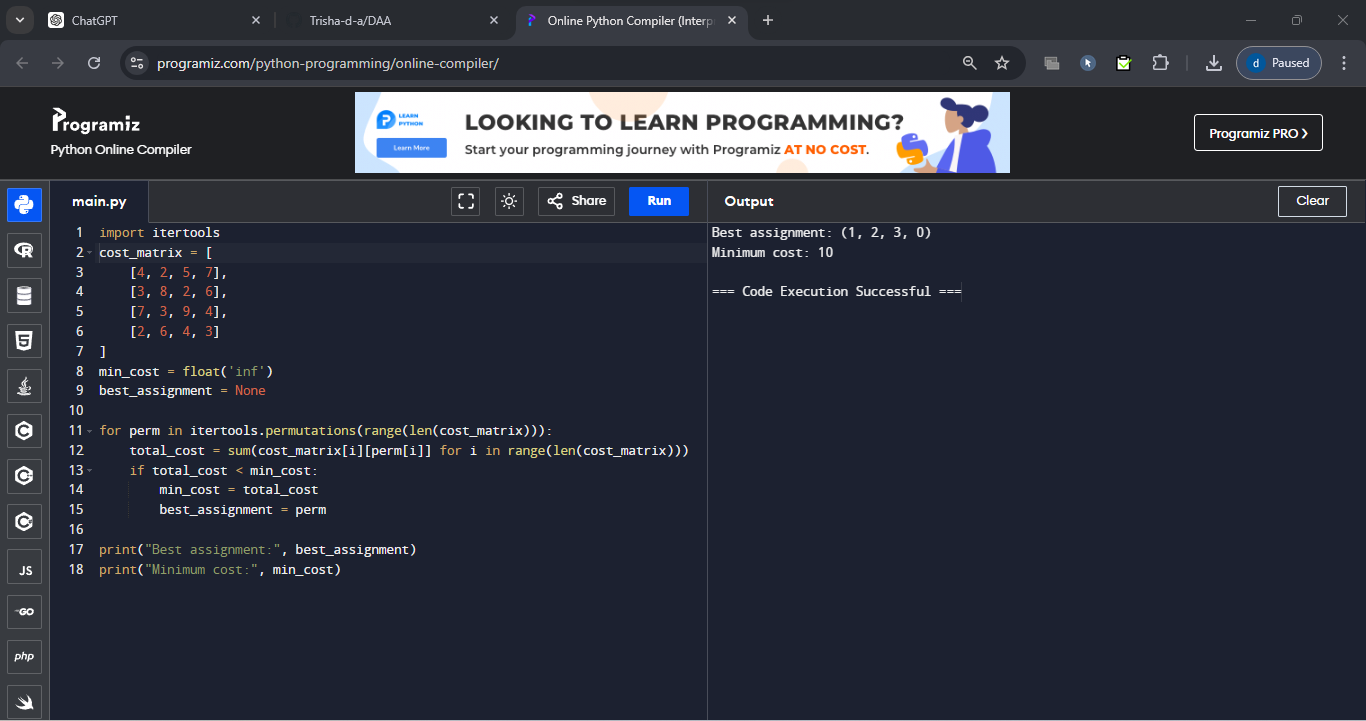 ChatGPT
Trisha-d-a/DAA
Online Python Compiler (Interp
programiz.com/python-programming/online-compiler/
d Paused
Programiz
Python Online Compiler
LEARN
PYTHON
Learn More
LOOKING TO LEARN PROGRAMMING?
Start your programming journey with Programiz AT NO COST.
Programiz PRO
main.py
Share
Run
Output
Clear
JS
GO
php
1 import itertools
2 cost_matrix = [
3     [4, 2, 5, 7],
4     [3, 8, 2, 6],
5     [7, 3, 9, 4],
6     [2, 6, 4, 3]
7 ]
8 min_cost = float('inf')
9 best_assignment = None
10
11 for perm in itertools.permutations(range(len(cost_matrix))):
12     total_cost = sum(cost_matrix[i][perm[i]] for i in range(len(cost_matrix)))
13     if total_cost < min_cost:
14         min_cost = total_cost
15         best_assignment = perm
16
17 print("Best assignment:", best_assignment)
18 print("Minimum cost:", min_cost)
Best assignment: (1, 2, 3, 0)
Minimum cost: 10
=== Code Execution Successful ===